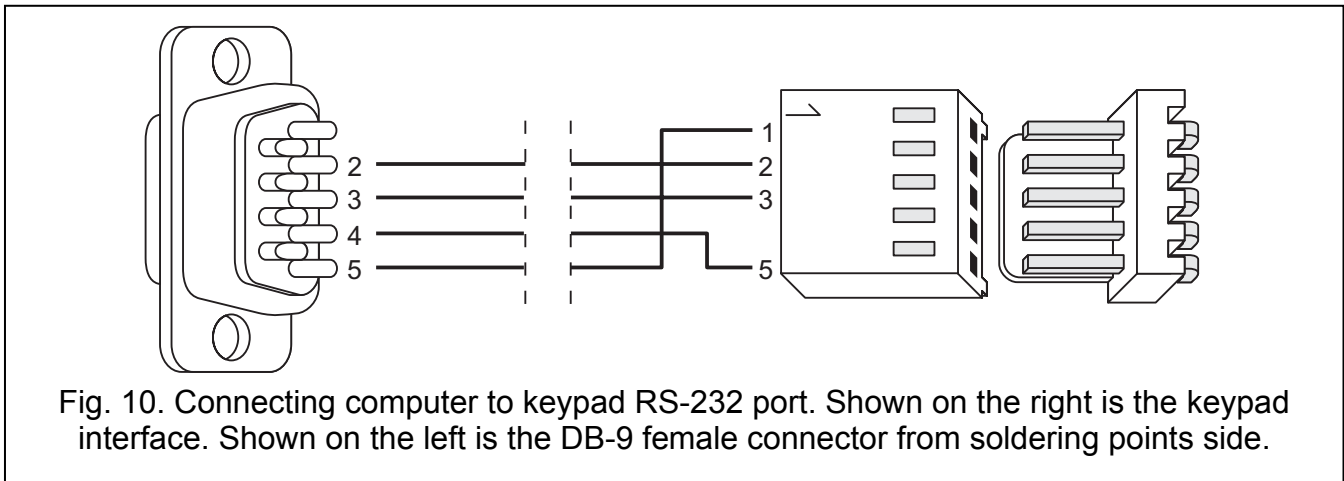 1
2 2
3 3
4
5 5
Fig. 10. Connecting computer to keypad RS-232 port. Shown on the right is the keypad
interface. Shown on the left is the DB-9 female connector from soldering points side.